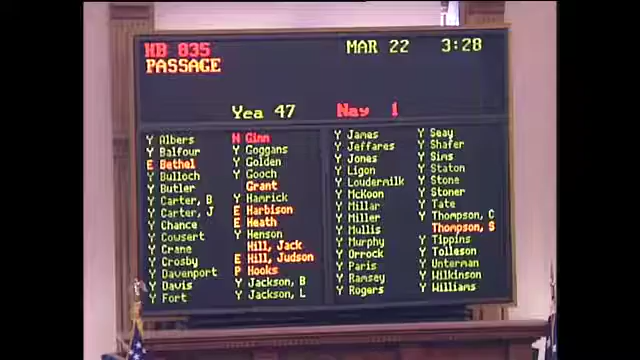 HB 835 MAR 22 3:28
PASSAGE
Yea 47 Nay 1
Y Albers
Y Balfour
E Bethel
Y Bulloch
Y Butler
Y Carter, B
Y Carter, J
Y Chance
Y Cowsert
Y Crane
Y Crosby
Y Davenport
Y Davis
Y Fort
N Ginn
Y Goggans
Y Golden
Y Gooch
Grant
Y Hamrick
E Harbison
E Heath
Y Henson
Hill, Jack
E Hill, Judson
P Hooks
Y Jackson, B
Y Jackson, L
Y James
Y Jeffares
Y Jones
Y Ligon
Y Loudermilk
Y McKoon
Y Millar
Y Miller
Y Mullis
Y Murphy
Y Orrock
Y Paris
Y Ramsey
Y Rogers
Y Seay
Y Shafer
Y Sims
Y Staton
Y Stone
Y Stoner
Y Tate
Y Thompson, C
Thompson, S
Y Tippins
Y Tolleson
Y Unterman
Y Wilkinson
Y Williams